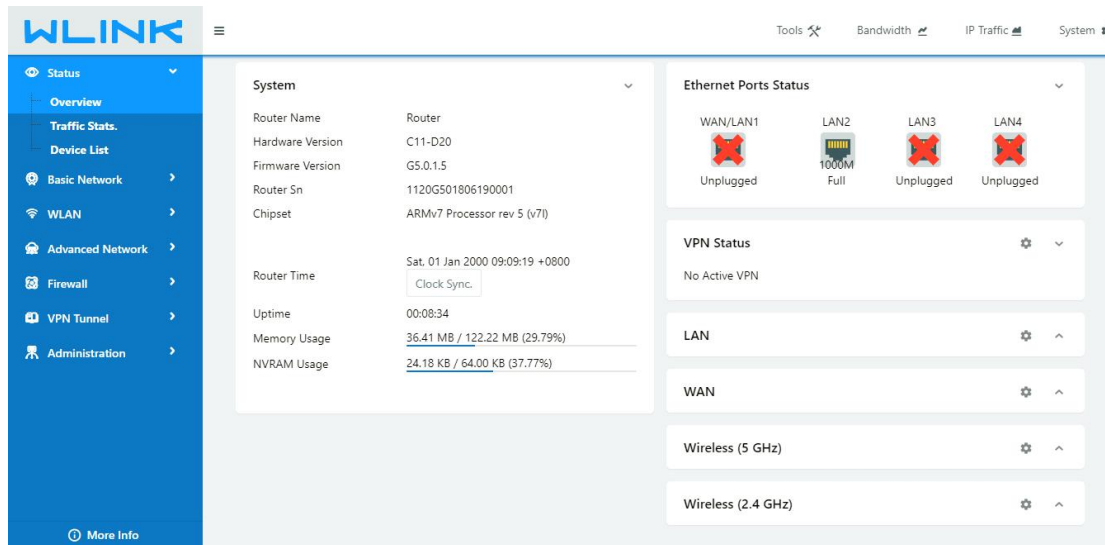 WLINK
Tools
Bandwidth
IP Traffic
System
Status
Overview
Traffic Stats.
Device List
Basic Network
WLAN
Advanced Network
Firewall
VPN Tunnel
Administration
More Info
System
Router Name Router
Hardware Version C11-D20
Firmware Version G5.0.1.5
Router Sn 1120G501806190001
Chipset ARMv7 Processor rev 5 (v7l)
Sat, 01 Jan 2000 09:09:19 +0800
Router Time
Clock Sync.
Uptime 00:08:34
Memory Usage 36.41 MB / 122.22 MB (29.79%)
NVRAM Usage 24.18 KB / 64.00 KB (37.77%)
Ethernet Ports Status
WAN/LAN1 LAN2 LAN3 LAN4
1000M
Unplugged Full Unplugged Unplugged
VPN Status
No Active VPN
LAN
WAN
Wireless (5 GHz)
Wireless (2.4 GHz)